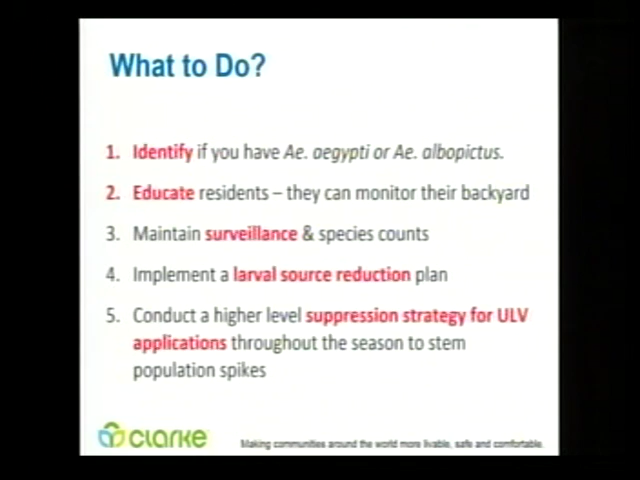 What to Do?
1. Identify if you have Ae. aegypti or Ae. albopictus.
2. Educate residents – they can monitor their backyard
3. Maintain surveillance & species counts
4. Implement a larval source reduction plan
5. Conduct a higher level suppression strategy for ULV
applications throughout the season to stem
population spikes
clarke
Making communities around the world more livable, safe and comfortable.